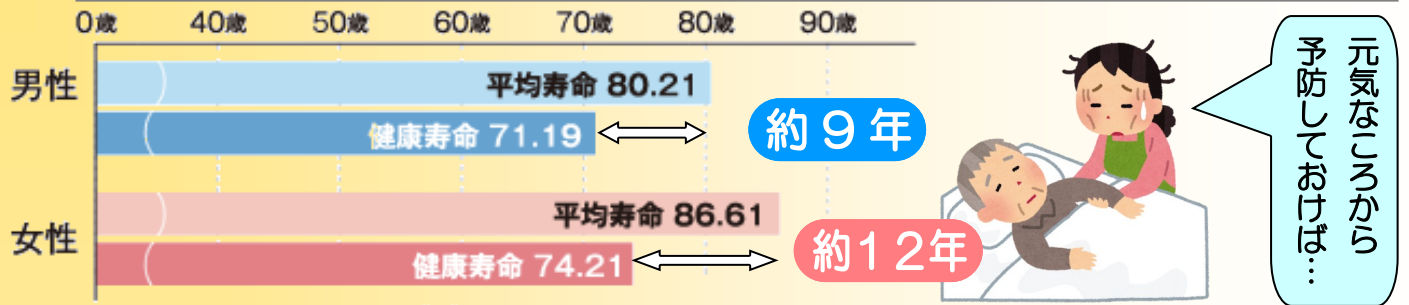 0歳 40歳 50歳 60歳 70歳 80歳 90歳
男性
平均寿命 80.21
健康寿命 71.19
約９年
女性
平均寿命 86.61
健康寿命 74.21
約１２年
元気なころから
予防しておけば…